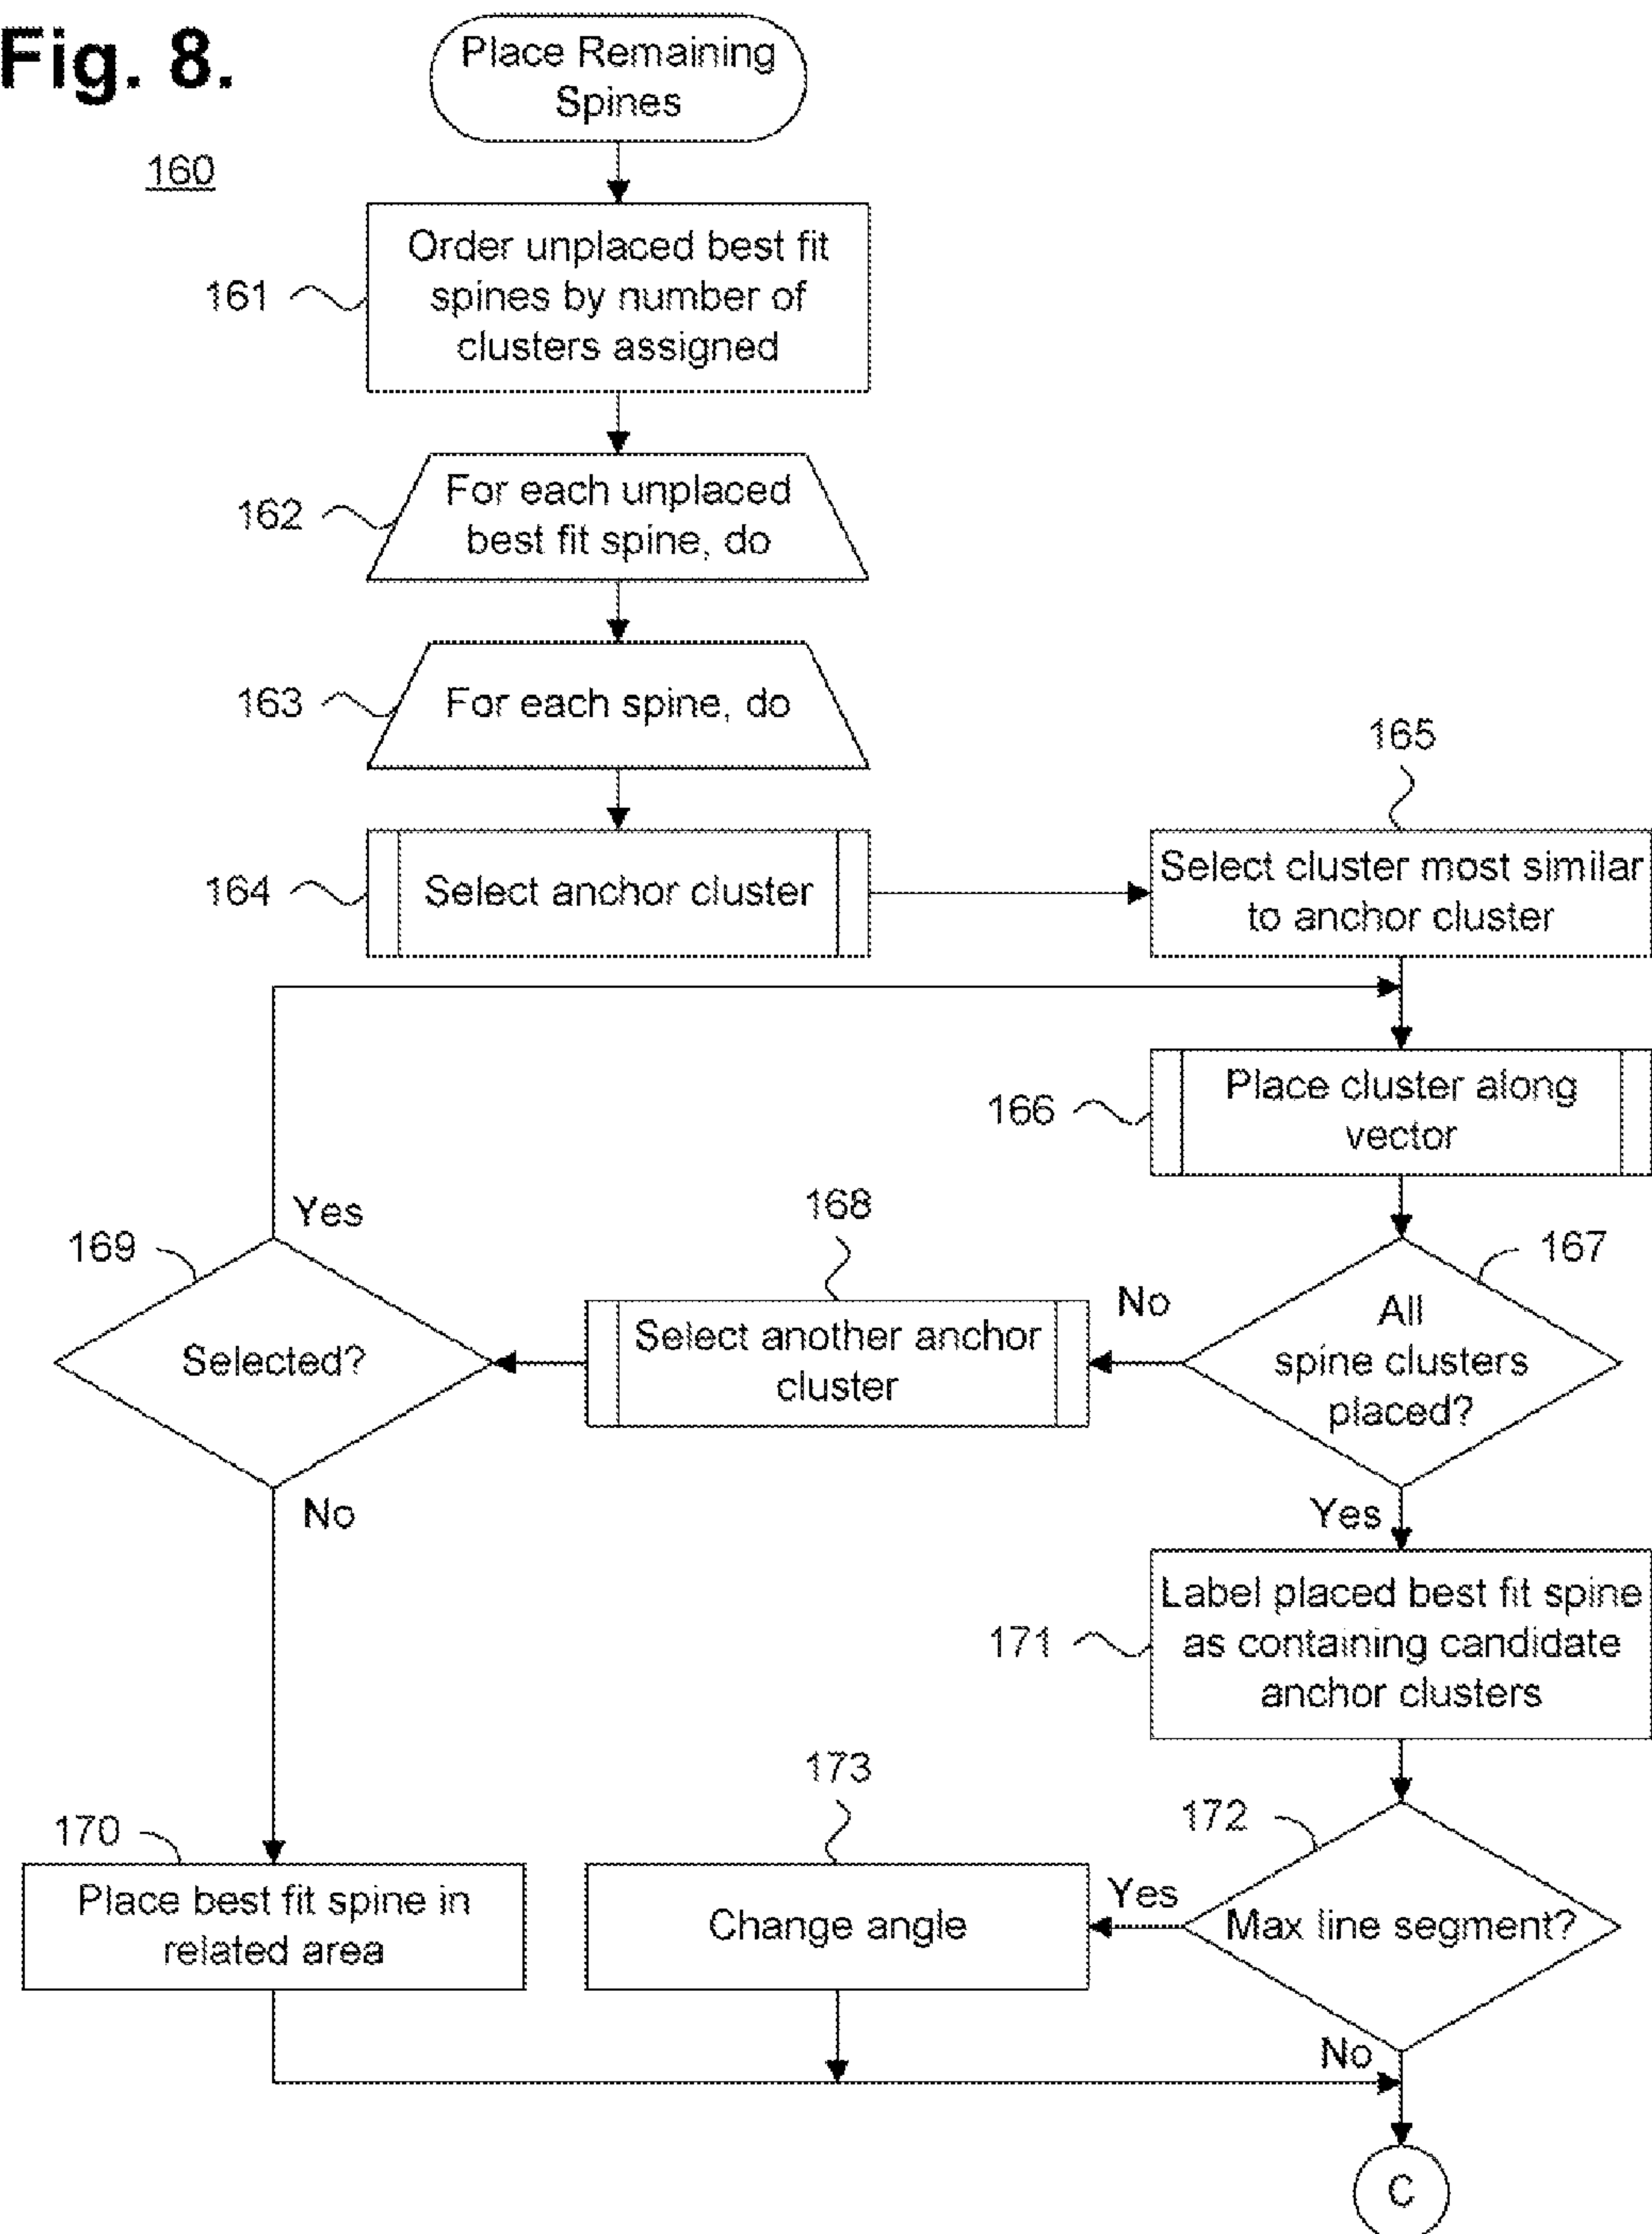 Fig. 8.
Place Remaining
Spines
160
161
Order unplaced best fit
spines by number of
clusters assigned
162
For each unplaced
best fit spine, do
163
For each spine, do
164
Select anchor cluster
165
Select cluster most similar
to anchor cluster
166
Place cluster along
vector
167
All
spine clusters
placed?
No
168
Select another anchor
cluster
169
Selected?
Yes
No
Yes
170
Place best fit spine in
related area
171
Label placed best fit spine
as containing candidate
anchor clusters
172
Max line segment?
Yes
173
Change angle
No
C